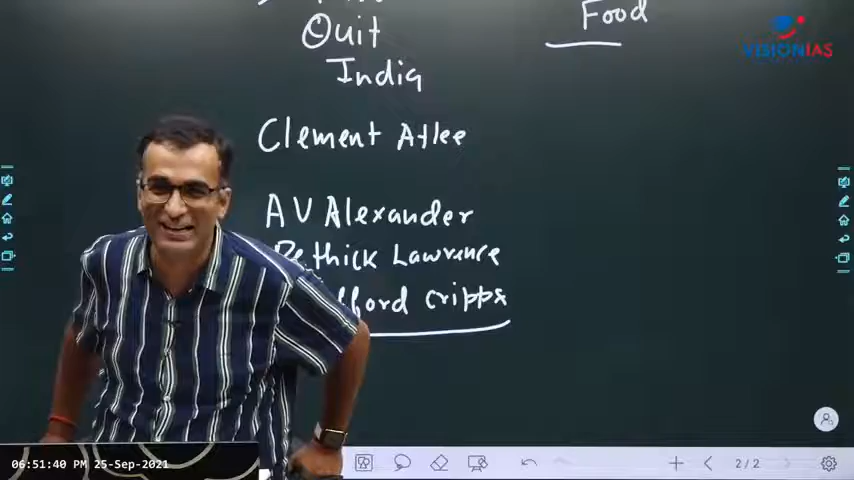 Food
Quit
India
VISIONIAS
Clement Atlee
A V Alexander
Pethick Lawrence
fford cripps
06:51:40 PM 25-Sep-2021
2/2